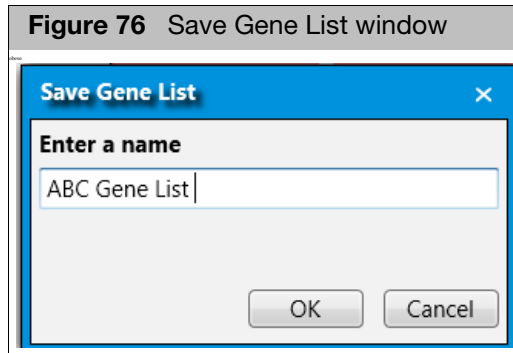 Figure 76 Save Gene List window
Save Gene List ×
Enter a name
ABC Gene List
OK Cancel